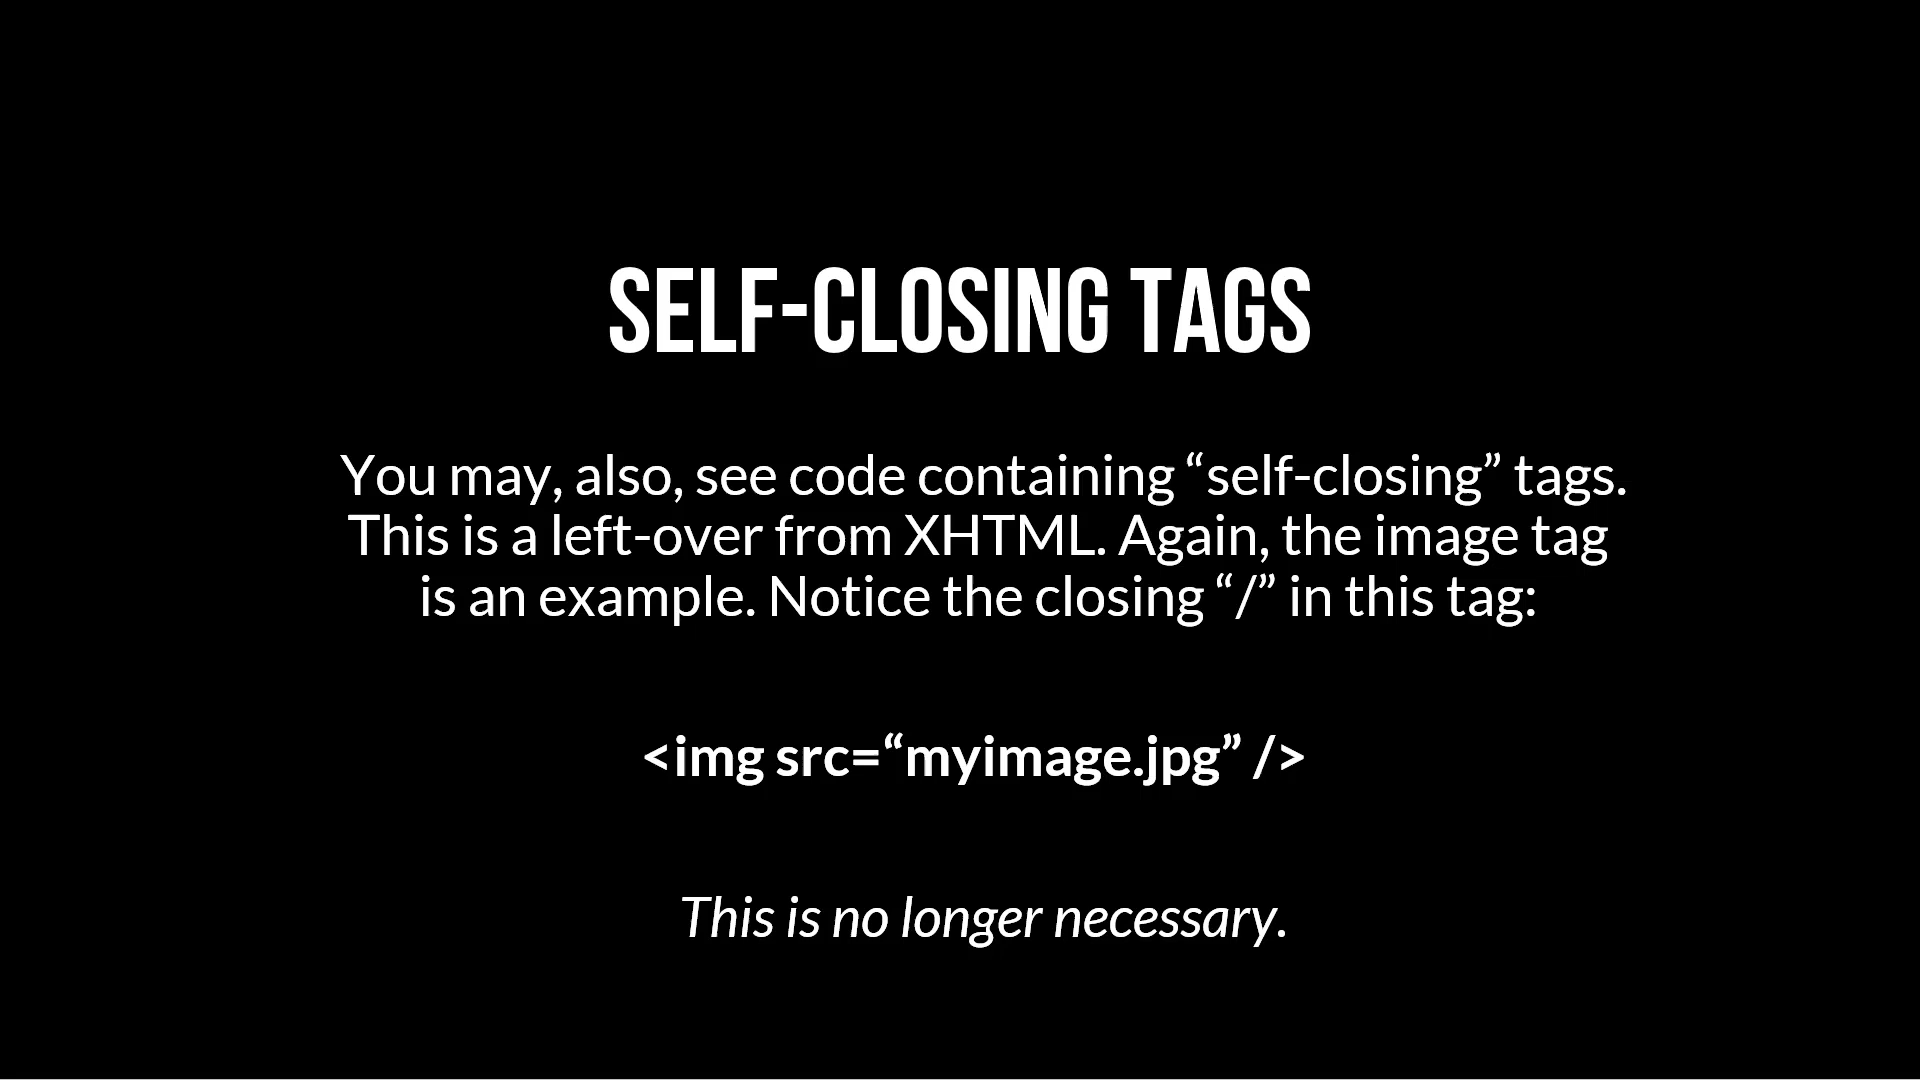 SELF-CLOSING TAGS
You may, also, see code containing “self-closing” tags.
This is a left-over from XHTML. Again, the image tag
is an example. Notice the closing “/” in this tag:
<img src=“myimage.jpg” />
This is no longer necessary.